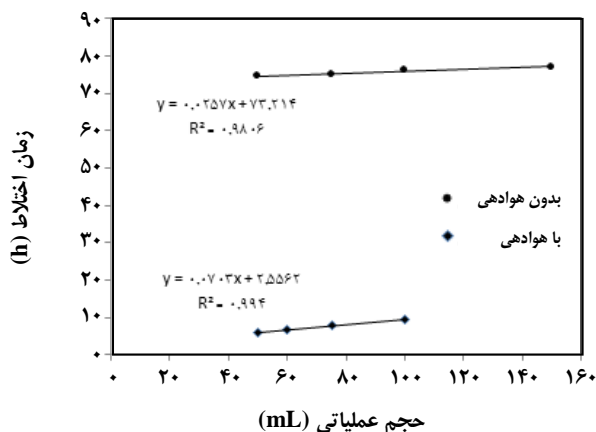 ۹۰
۸۰
۷۰
۶۰
۵۰
۴۰
۳۰
۲۰
۱۰
۰
زمان اختلاط (h)
y = ۰.۰۲۵۷x + ۷۳.۲۱۴
R² = ۰.۹۸۰۶
بدون هوادهی
با هوادهی
y = ۰.۰۷۰۳x + ۲.۵۵۶۲
R² = ۰.۹۹۴
۰ ۲۰ ۴۰ ۶۰ ۸۰ ۱۰۰ ۱۲۰ ۱۴۰ ۱۶۰
حجم عملیاتی (mL)